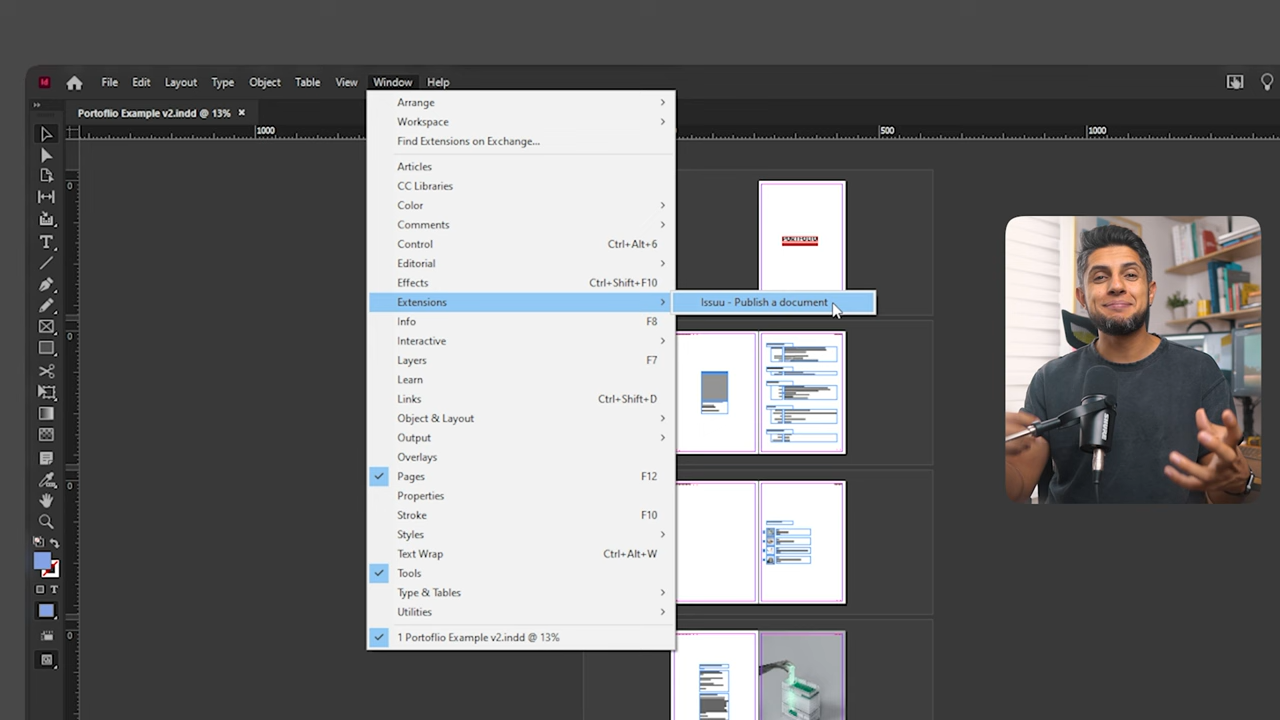 Id File Edit Layout Type Object Table View Window Help
Portoflio Example v2.indd @ 13% ×
1000 500 1000
Arrange
Workspace
Find Extensions on Exchange...
Articles
CC Libraries
Color
Comments
Control Ctrl+Alt+6
Editorial
Effects Ctrl+Shift+F10
Extensions Issuu - Publish a document
Info F8
Interactive
Layers F7
Learn
Links Ctrl+Shift+D
Object & Layout
Output
Overlays
Pages F12
Properties
Stroke F10
Styles
Text Wrap Ctrl+Alt+W
Tools
Type & Tables
Utilities
1 Portoflio Example v2.indd @ 13%
PORTFOLIO